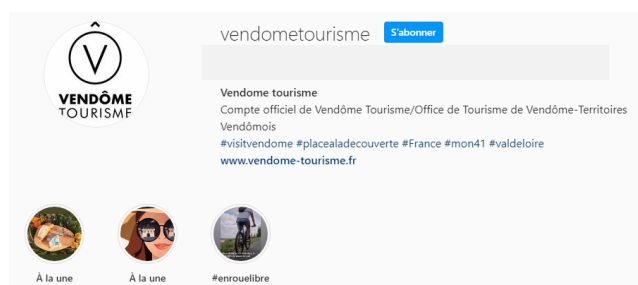 V
VENDÔME
TOURISME
vendometourisme S'abonner
Vendome tourisme
Compte officiel de Vendôme Tourisme/Office de Tourisme de Vendôme-Territoires
Vendômois
#visitvendome #placealadecouverte #France #mon41 #valdeloire
www.vendome-tourisme.fr
À la une
À la une
#enrouelibre